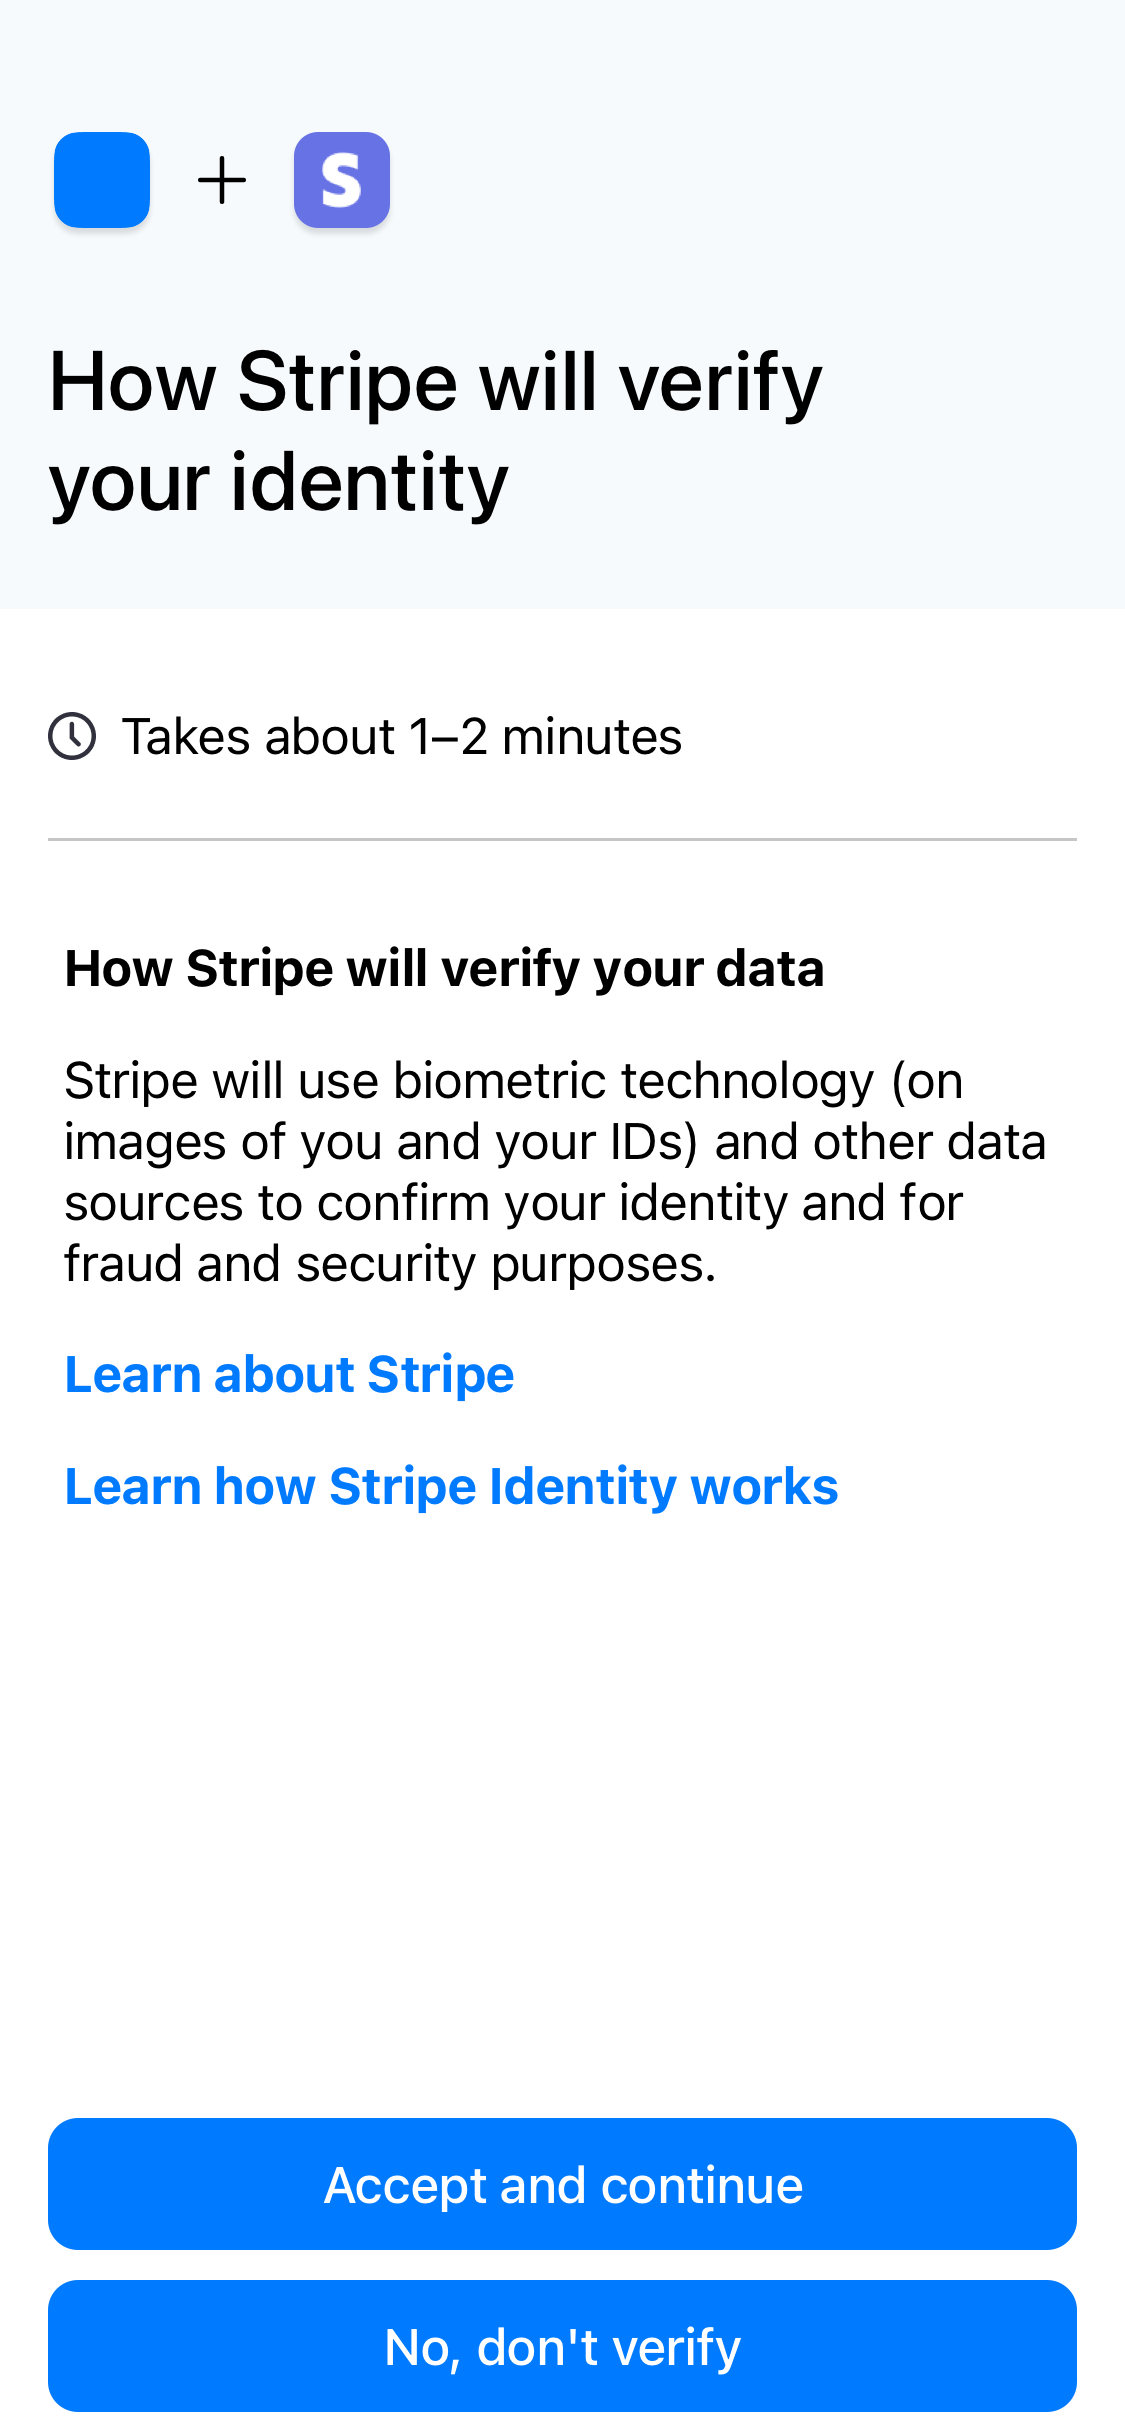 S
How Stripe will verify
your identity
Takes about 1–2 minutes
How Stripe will verify your data
Stripe will use biometric technology (on
images of you and your IDs) and other data
sources to confirm your identity and for
fraud and security purposes.
Learn about Stripe
Learn how Stripe Identity works
Accept and continue
No, don't verify